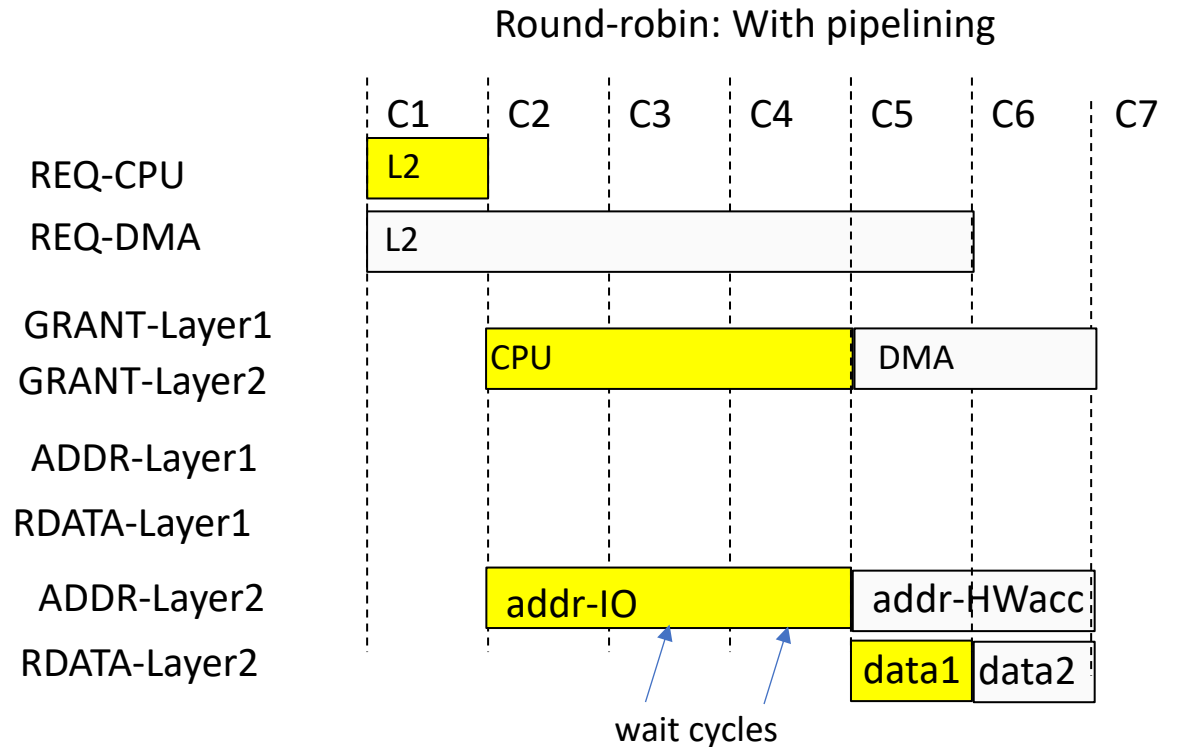 Round-robin: With pipelining
C1 C2 C3 C4 C5 C6 C7
REQ-CPU L2
REQ-DMA L2
GRANT-Layer1
CPU DMA
GRANT-Layer2
ADDR-Layer1
RDATA-Layer1
ADDR-Layer2 addr-IO addr-HWacc
RDATA-Layer2 data1 data2
wait cycles